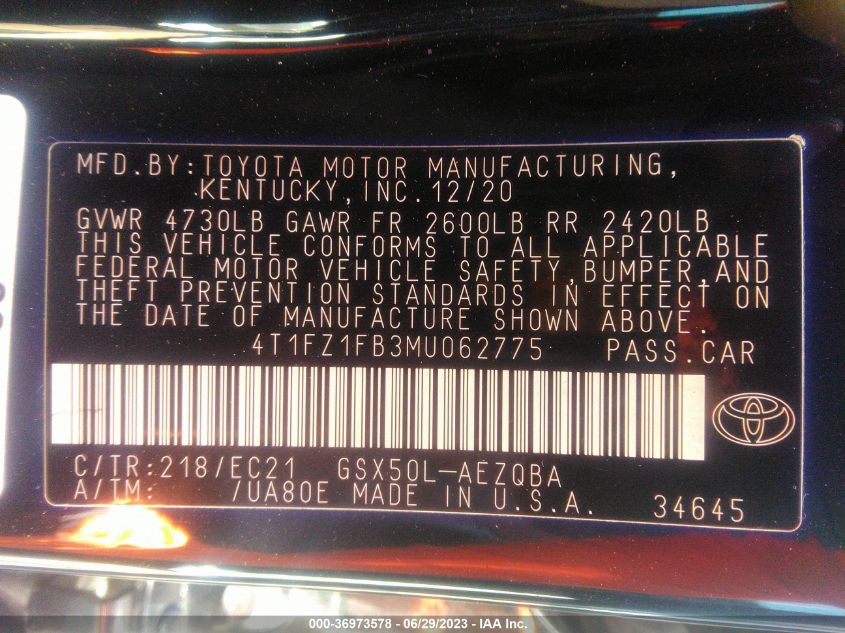 MFD.BY:TOYOTA MOTOR MANUFACTURING,
KENTUCKY,INC.12/20
GVWR 4730LB GAWR FR 2600LB RR 2420LB
THIS VEHICLE CONFORMS TO ALL APPLICABLE
FEDERAL MOTOR VEHICLE SAFETY,BUMPER,AND
THEFT PREVENTION STANDARDS IN EFFECT ON
THE DATE OF MANUFACTURE SHOWN ABOVE.
4T1FZ1FB3MU062775 PASS.CAR
C/TR:218/EC21 GSX50L-AEZQBA
A/TM: /UA80E MADE IN U.S.A. 34645
000-36973578 - 06/29/2023 - IAA Inc.